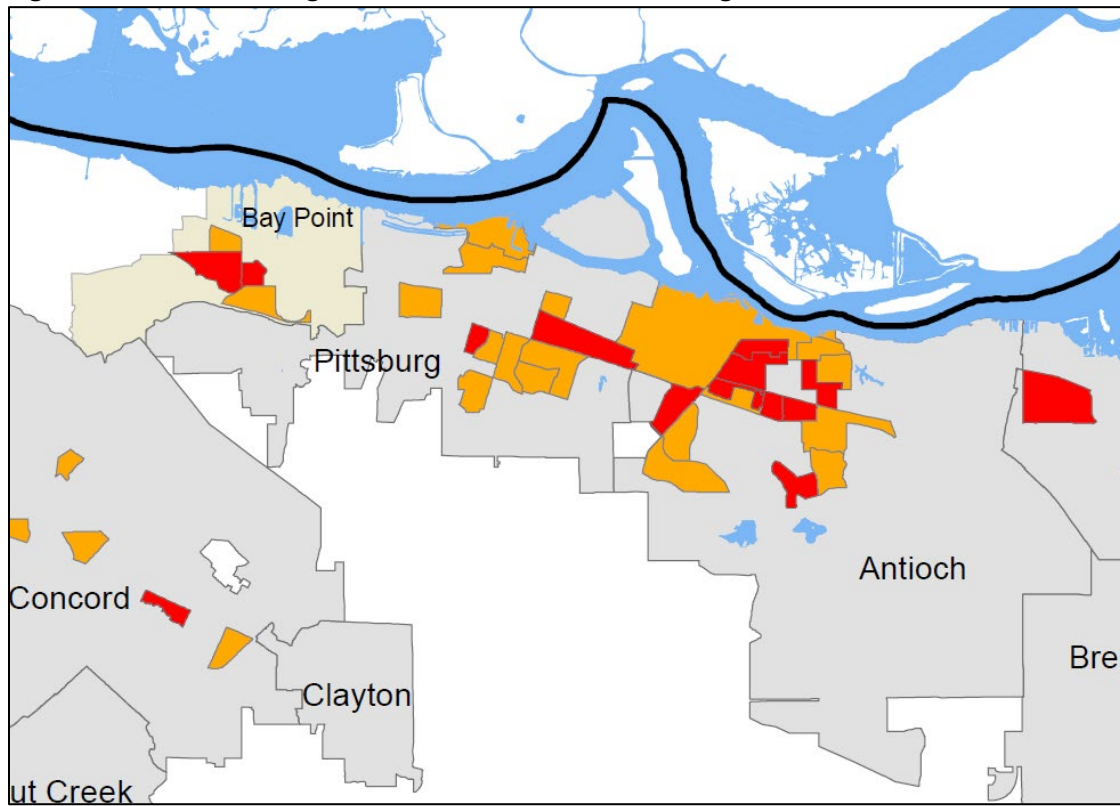 Bay Point
Pittsburg
Antioch
Concord
Bre
Clayton
ut Creek